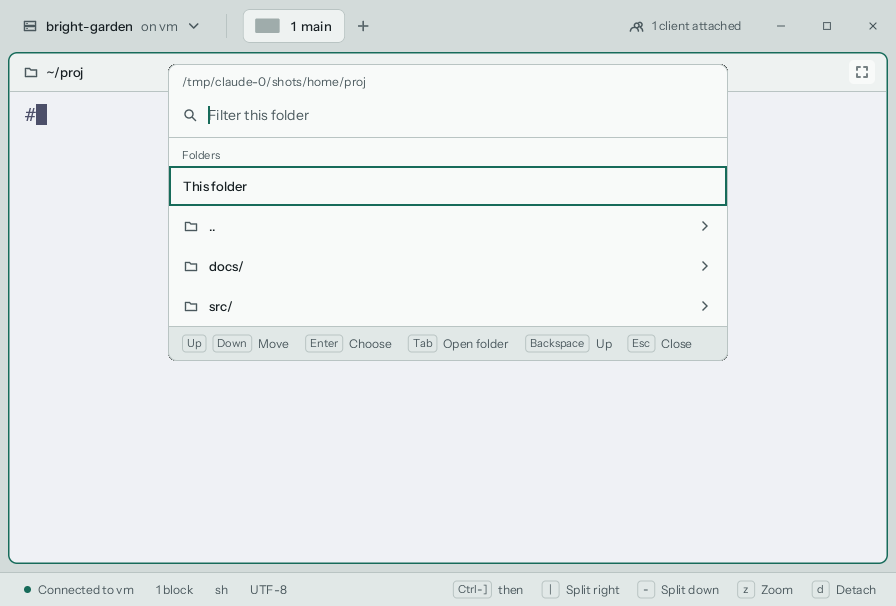 bright-garden on vm
1 main
1 client attached
~/proj
/tmp/claude-0/shots/home/proj
#
Filter this folder
Folders
This folder
..
docs/
src/
Up Down Move Enter Choose Tab Open folder Backspace Up Esc Close
Connected to vm 1 block sh UTF-8 Ctrl-] then | Split right - Split down z Zoom d Detach